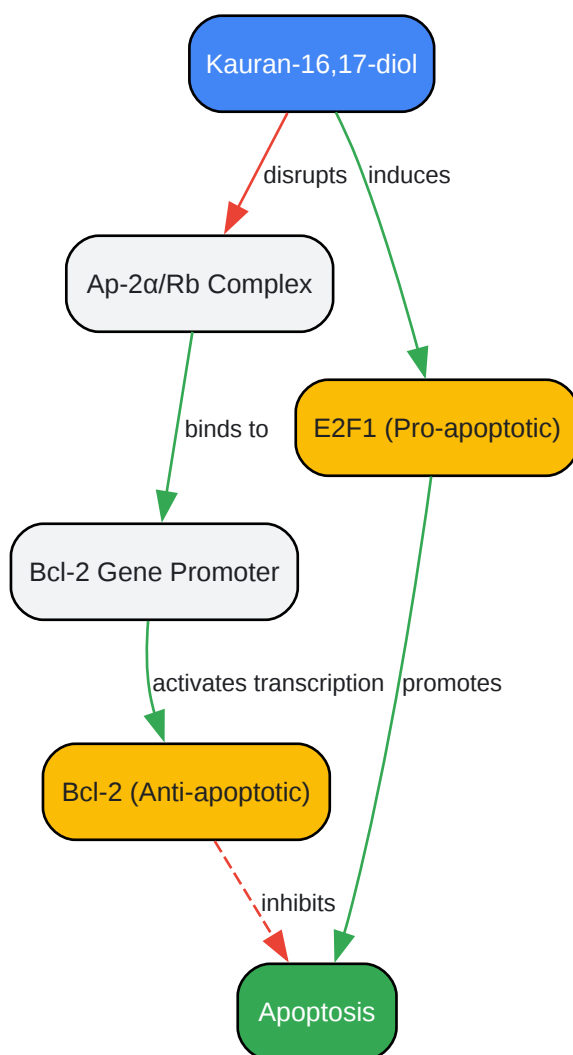 Kauran-16,17-diol
disrupts
induces
Ap-2α/Rb Complex
binds to
E2F1 (Pro-apoptotic)
Bcl-2 Gene Promoter
activates transcription
promotes
Bcl-2 (Anti-apoptotic)
inhibits
Apoptosis